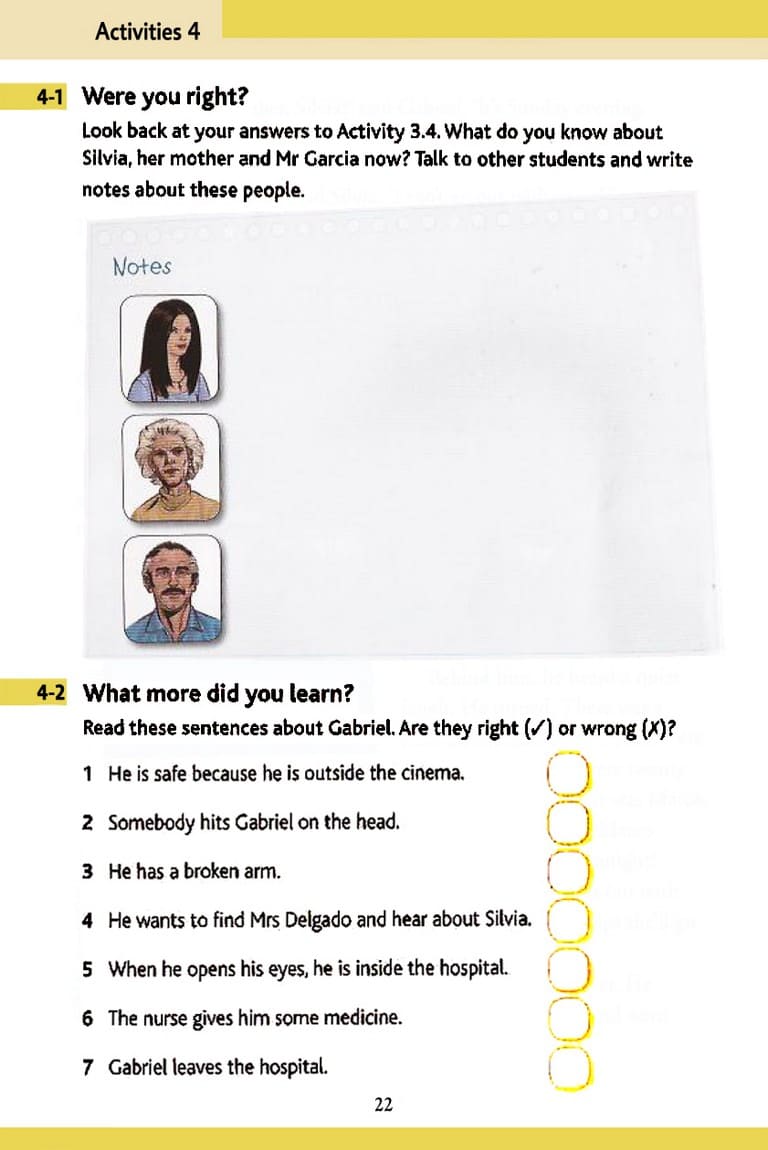 Activities 4
4-1 Were you right?
Look back at your answers to Activity 3.4. What do you know about
Silvia, her mother and Mr Garcia now? Talk to other students and write
notes about these people.
Notes
4-2 What more did you learn?
Read these sentences about Gabriel. Are they right (✓) or wrong (✗)?
1 He is safe because he is outside the cinema.
2 Somebody hits Gabriel on the head.
3 He has a broken arm.
4 He wants to find Mrs Delgado and hear about Silvia.
5 When he opens his eyes, he is inside the hospital.
6 The nurse gives him some medicine.
7 Gabriel leaves the hospital.
22